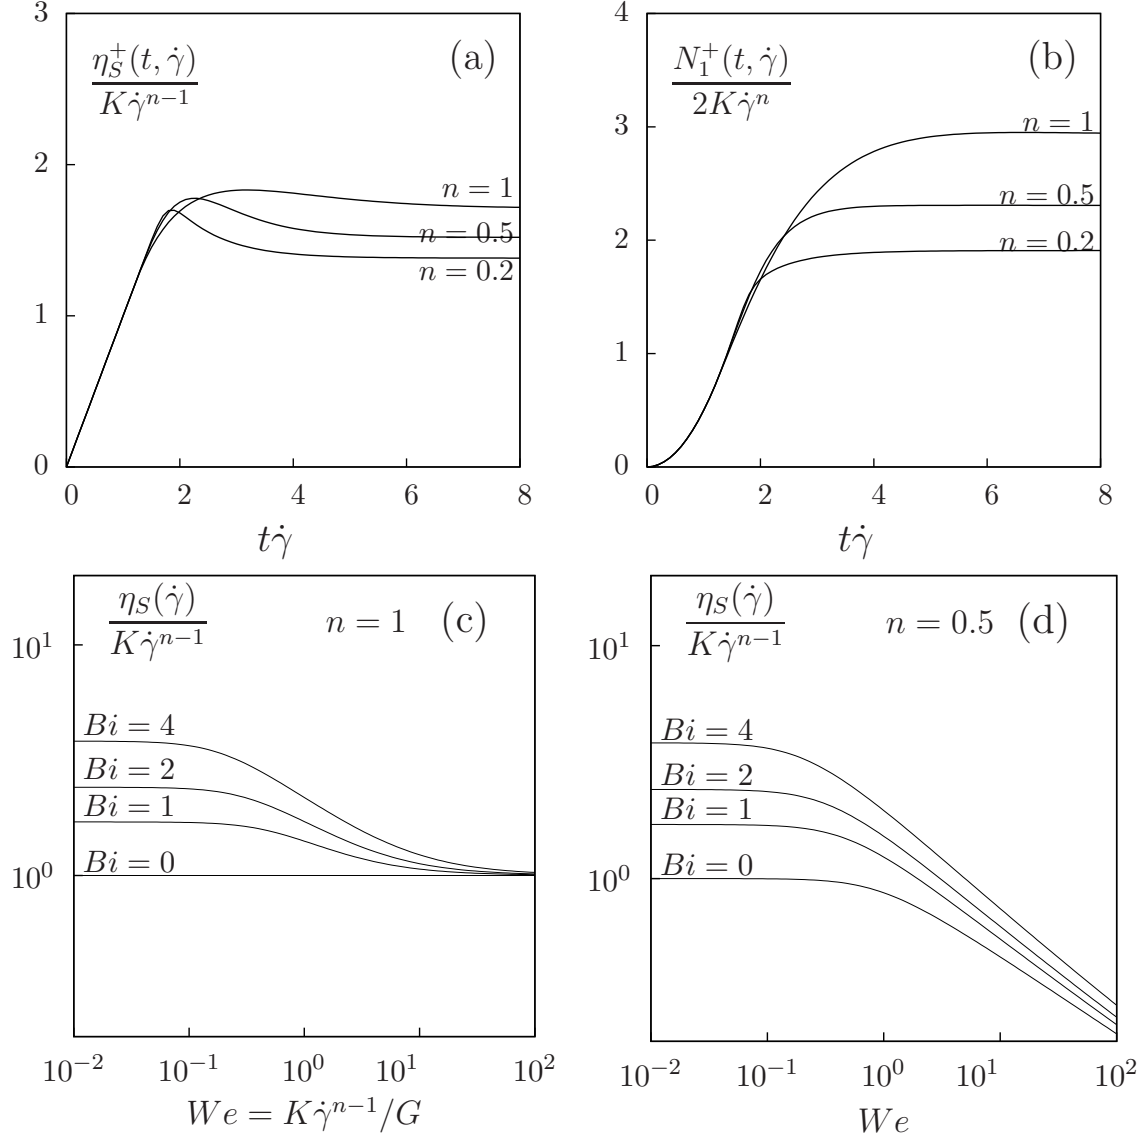 3
2
1
0
η_S^+(t, γ̇)
Kγ̇^{n−1}
(a)
n = 1
n = 0.5
n = 0.2
0 2 4 6 8
tγ̇
4
3
2
1
0
N_1^+(t, γ̇)
2Kγ̇^n
(b)
n = 1
n = 0.5
n = 0.2
0 2 4 6 8
tγ̇
10^1
10^0
η_S(γ̇)
Kγ̇^{n−1}
n = 1 (c)
Bi = 4
Bi = 2
Bi = 1
Bi = 0
10^{−2} 10^{−1} 10^0 10^1 10^2
We = Kγ̇^{n−1}/G
10^1
10^0
η_S(γ̇)
Kγ̇^{n−1}
n = 0.5 (d)
Bi = 4
Bi = 2
Bi = 1
Bi = 0
10^{−2} 10^{−1} 10^0 10^1 10^2
We